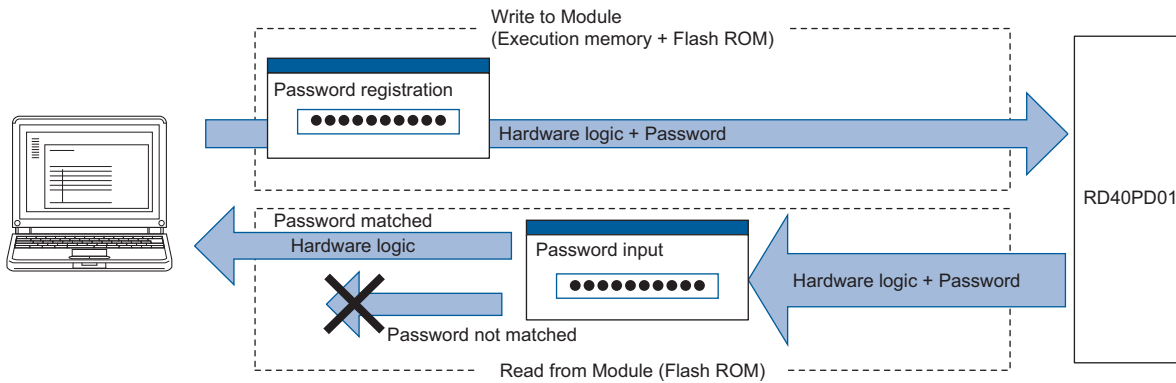 Write to Module
(Execution memory + Flash ROM)
Password registration
●●●●●●●●●●
Hardware logic + Password
RD40PD01
Password matched
Hardware logic
Password input
●●●●●●●●●●
Hardware logic + Password
Password not matched
Read from Module (Flash ROM)